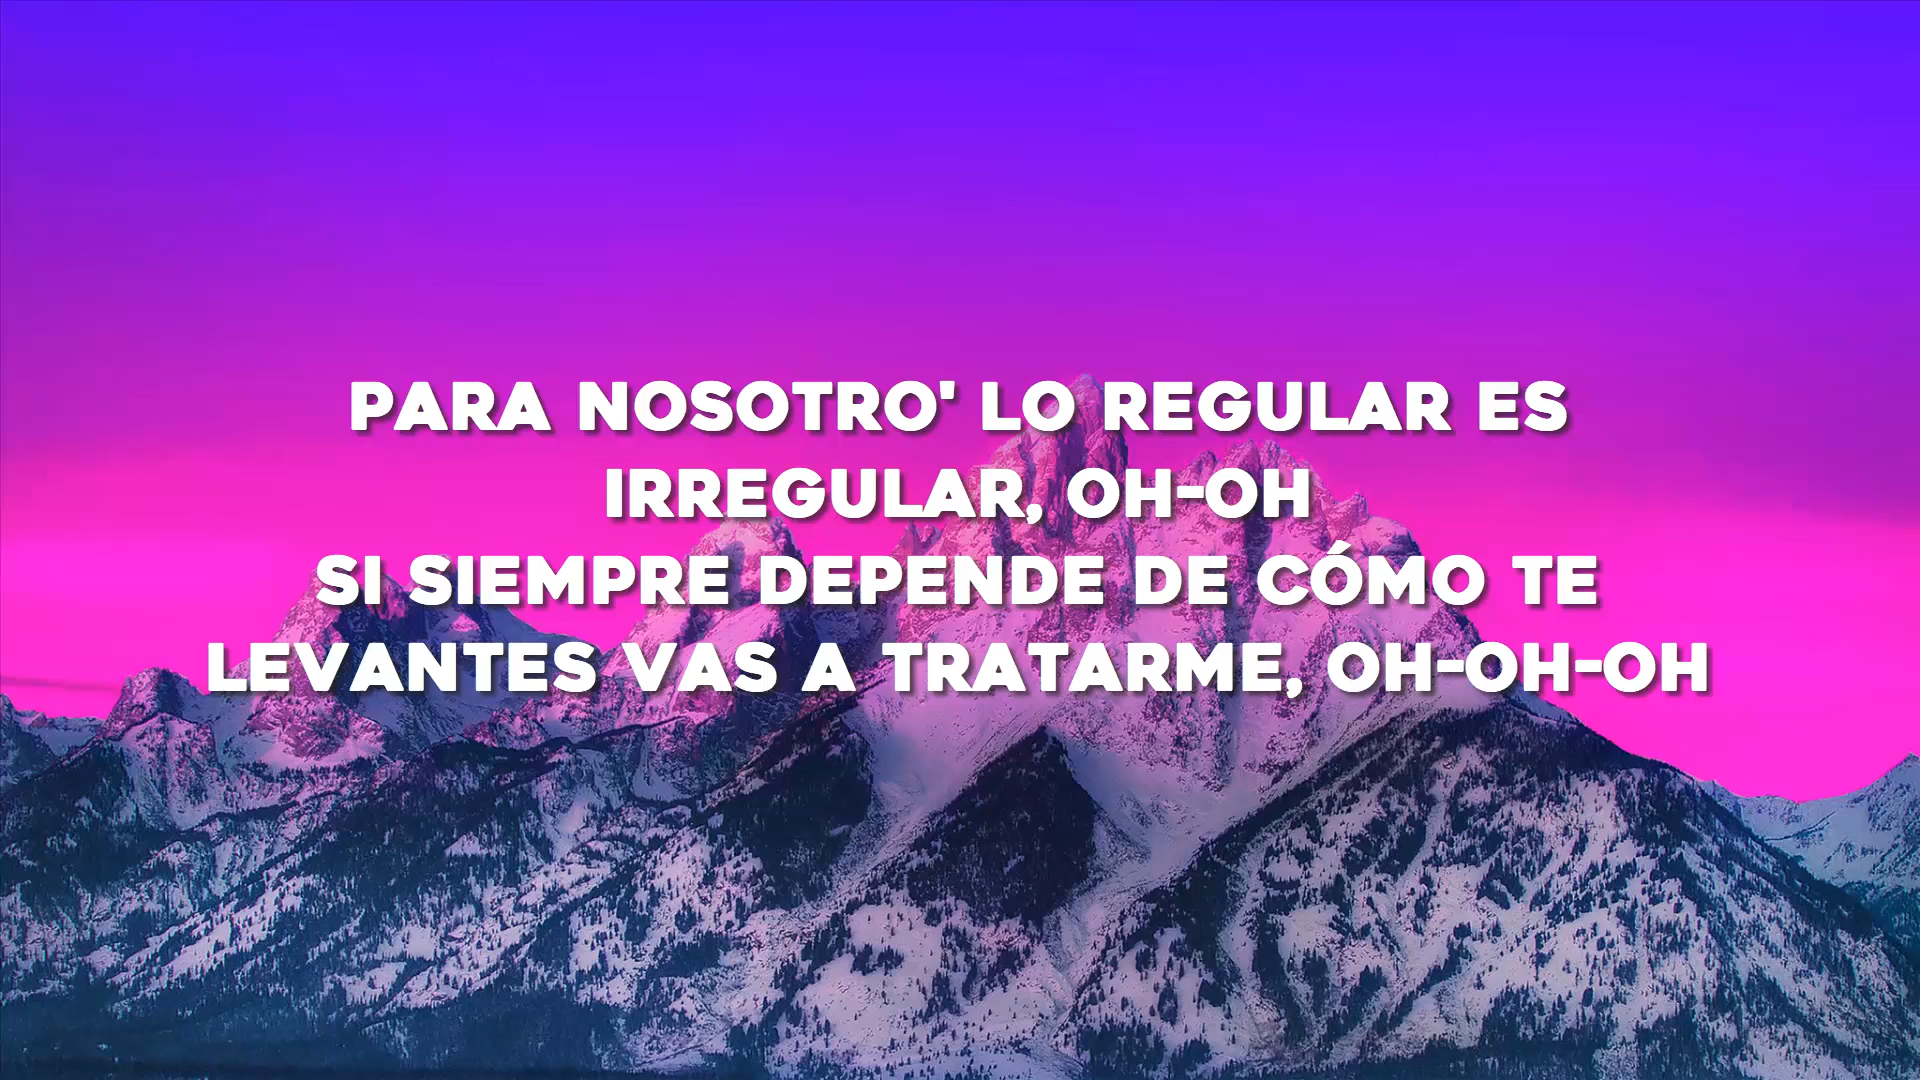 PARA NOSOTRO' LO REGULAR ES
IRREGULAR, OH-OH
SI SIEMPRE DEPENDE DE CÓMO TE
LEVANTES VAS A TRATARME, OH-OH-OH